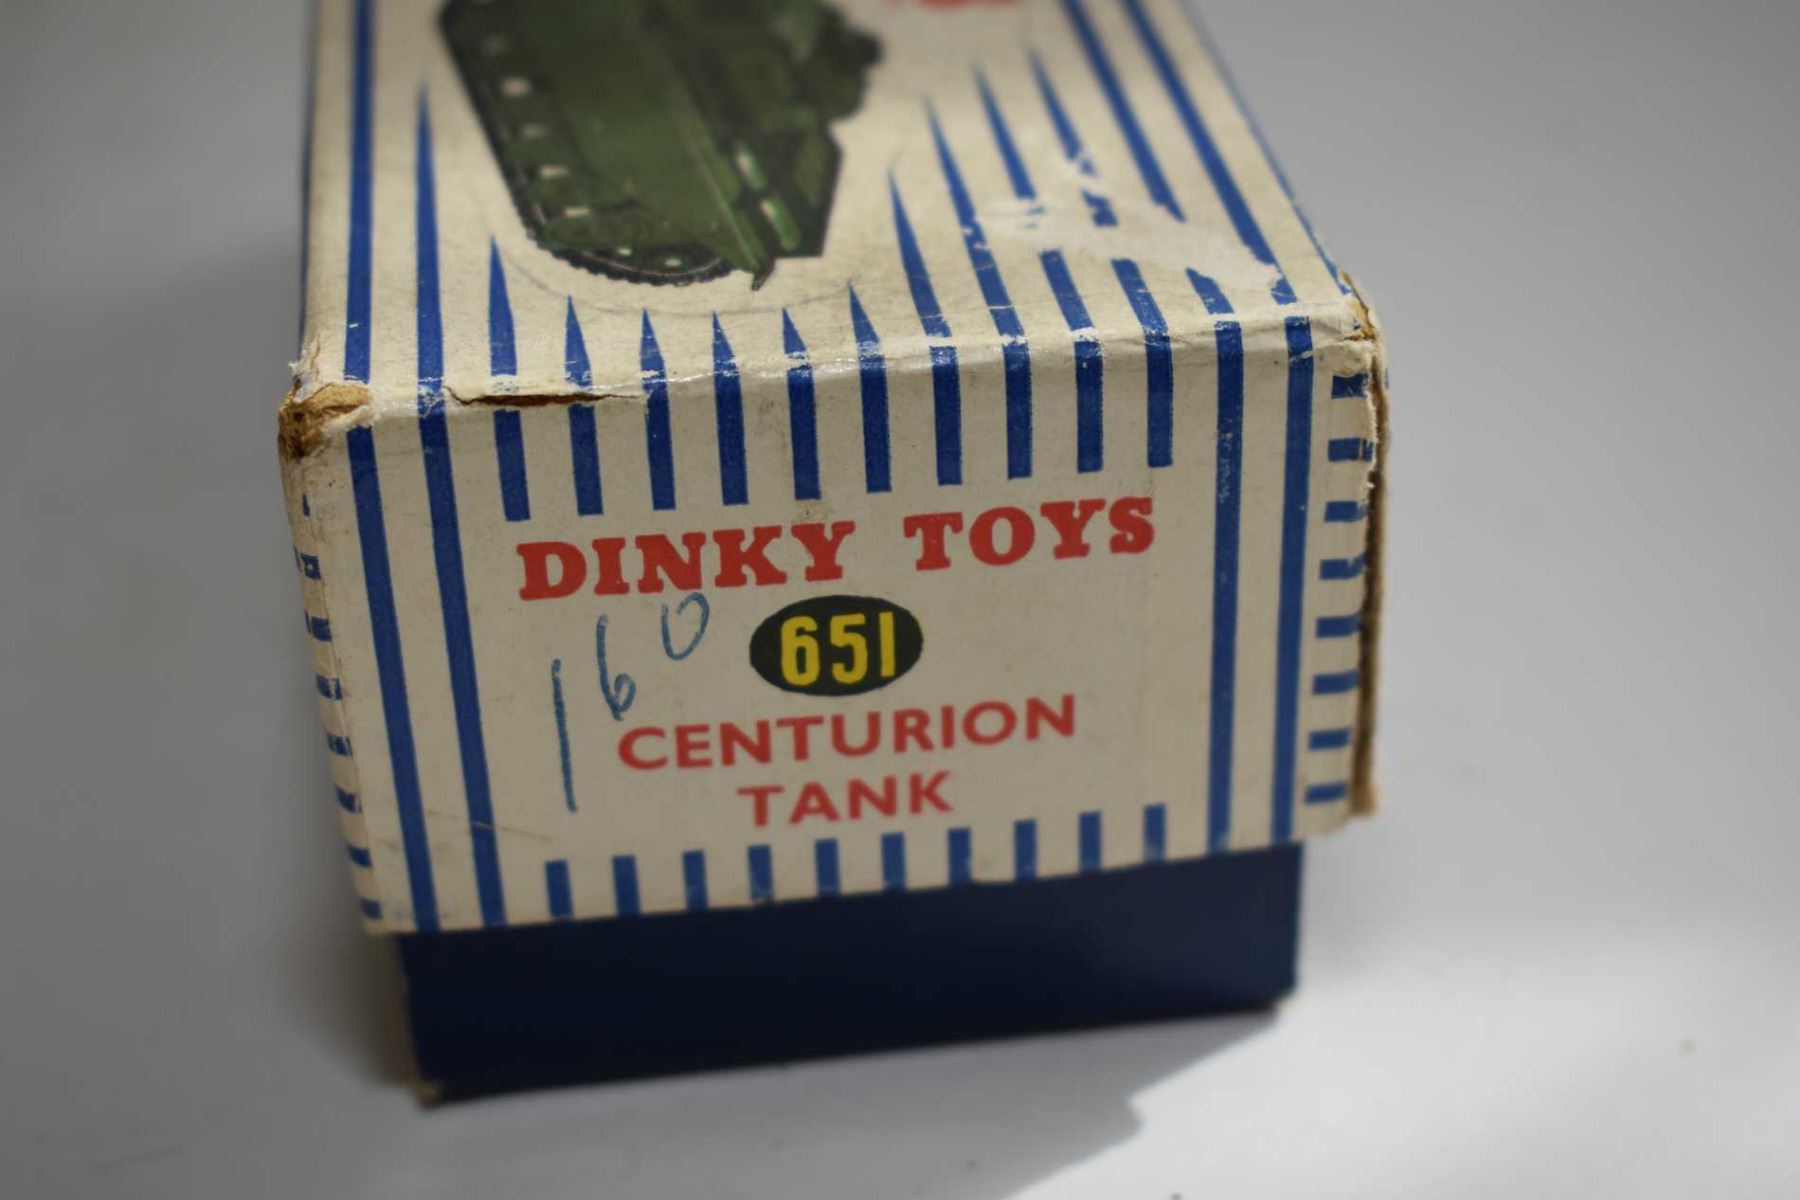 DINKY TOYS
160
651
CENTURION
TANK